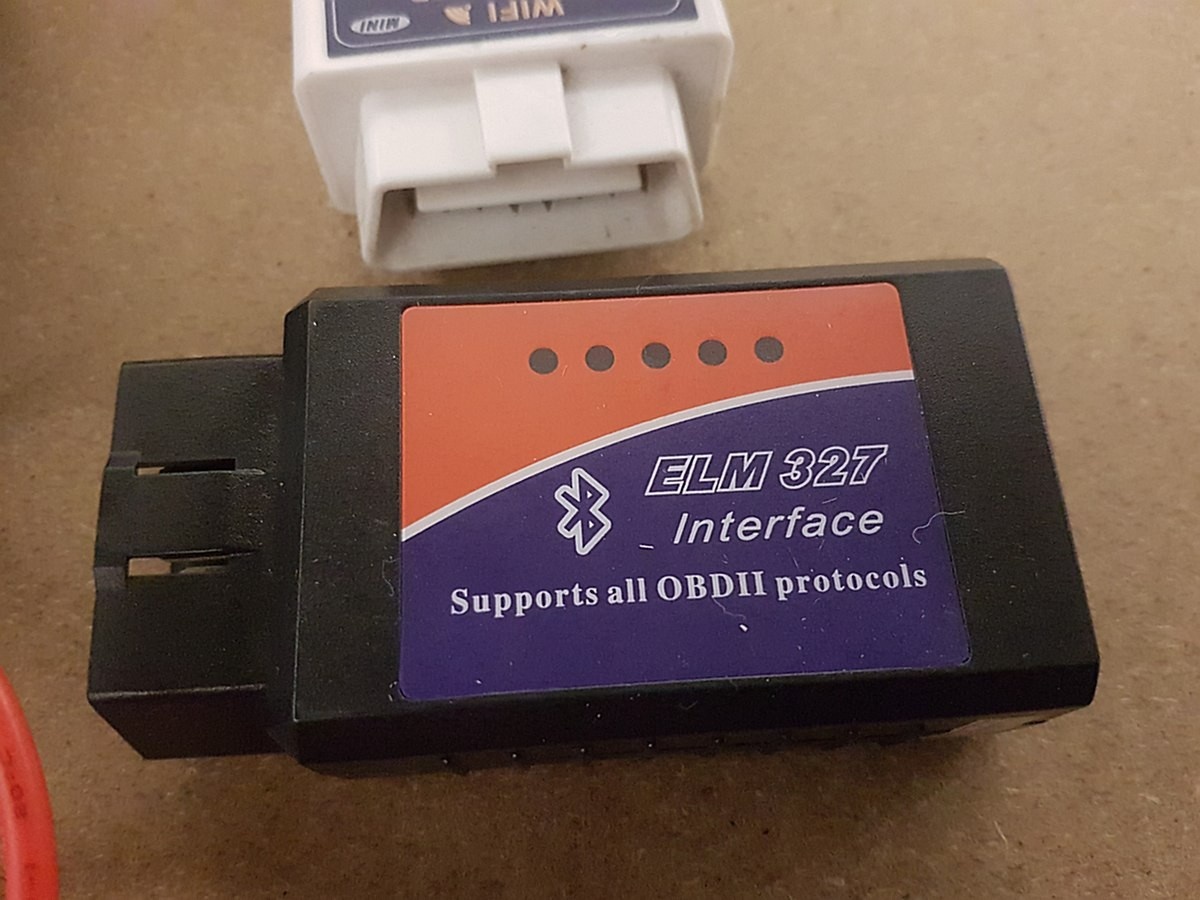 WIFI
MINI
ELM 327
Interface
Supports all OBDII protocols